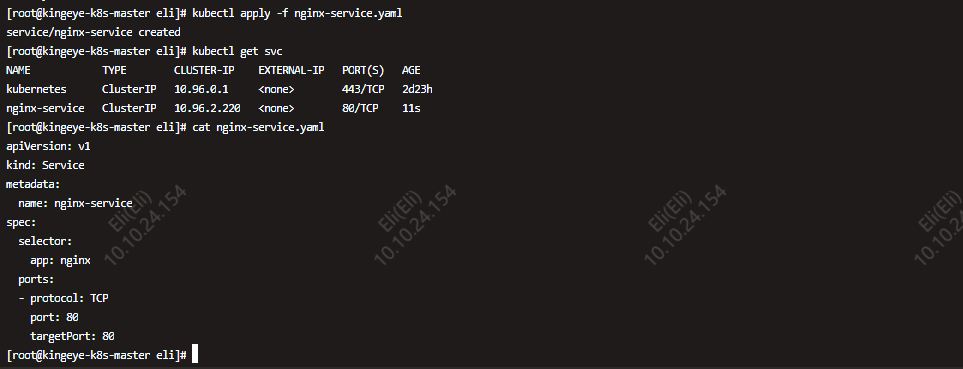 [root@kingeye-k8s-master eli]# kubectl apply -f nginx-service.yaml
service/nginx-service created
[root@kingeye-k8s-master eli]# kubectl get svc
NAME            TYPE        CLUSTER-IP    EXTERNAL-IP   PORT(S)   AGE
kubernetes      ClusterIP   10.96.0.1     <none>        443/TCP   2d23h
nginx-service   ClusterIP   10.96.2.220   <none>        80/TCP    11s
[root@kingeye-k8s-master eli]# cat nginx-service.yaml
apiVersion: v1
kind: Service
metadata:
  name: nginx-service
spec:
  selector:
    app: nginx
  ports:
  - protocol: TCP
    port: 80
    targetPort: 80
[root@kingeye-k8s-master eli]#
Eli(Eli)
10.10.24.154
Eli(Eli)
10.10.24.154
Eli(Eli)
10.10.24.154
Eli(
10.10.24